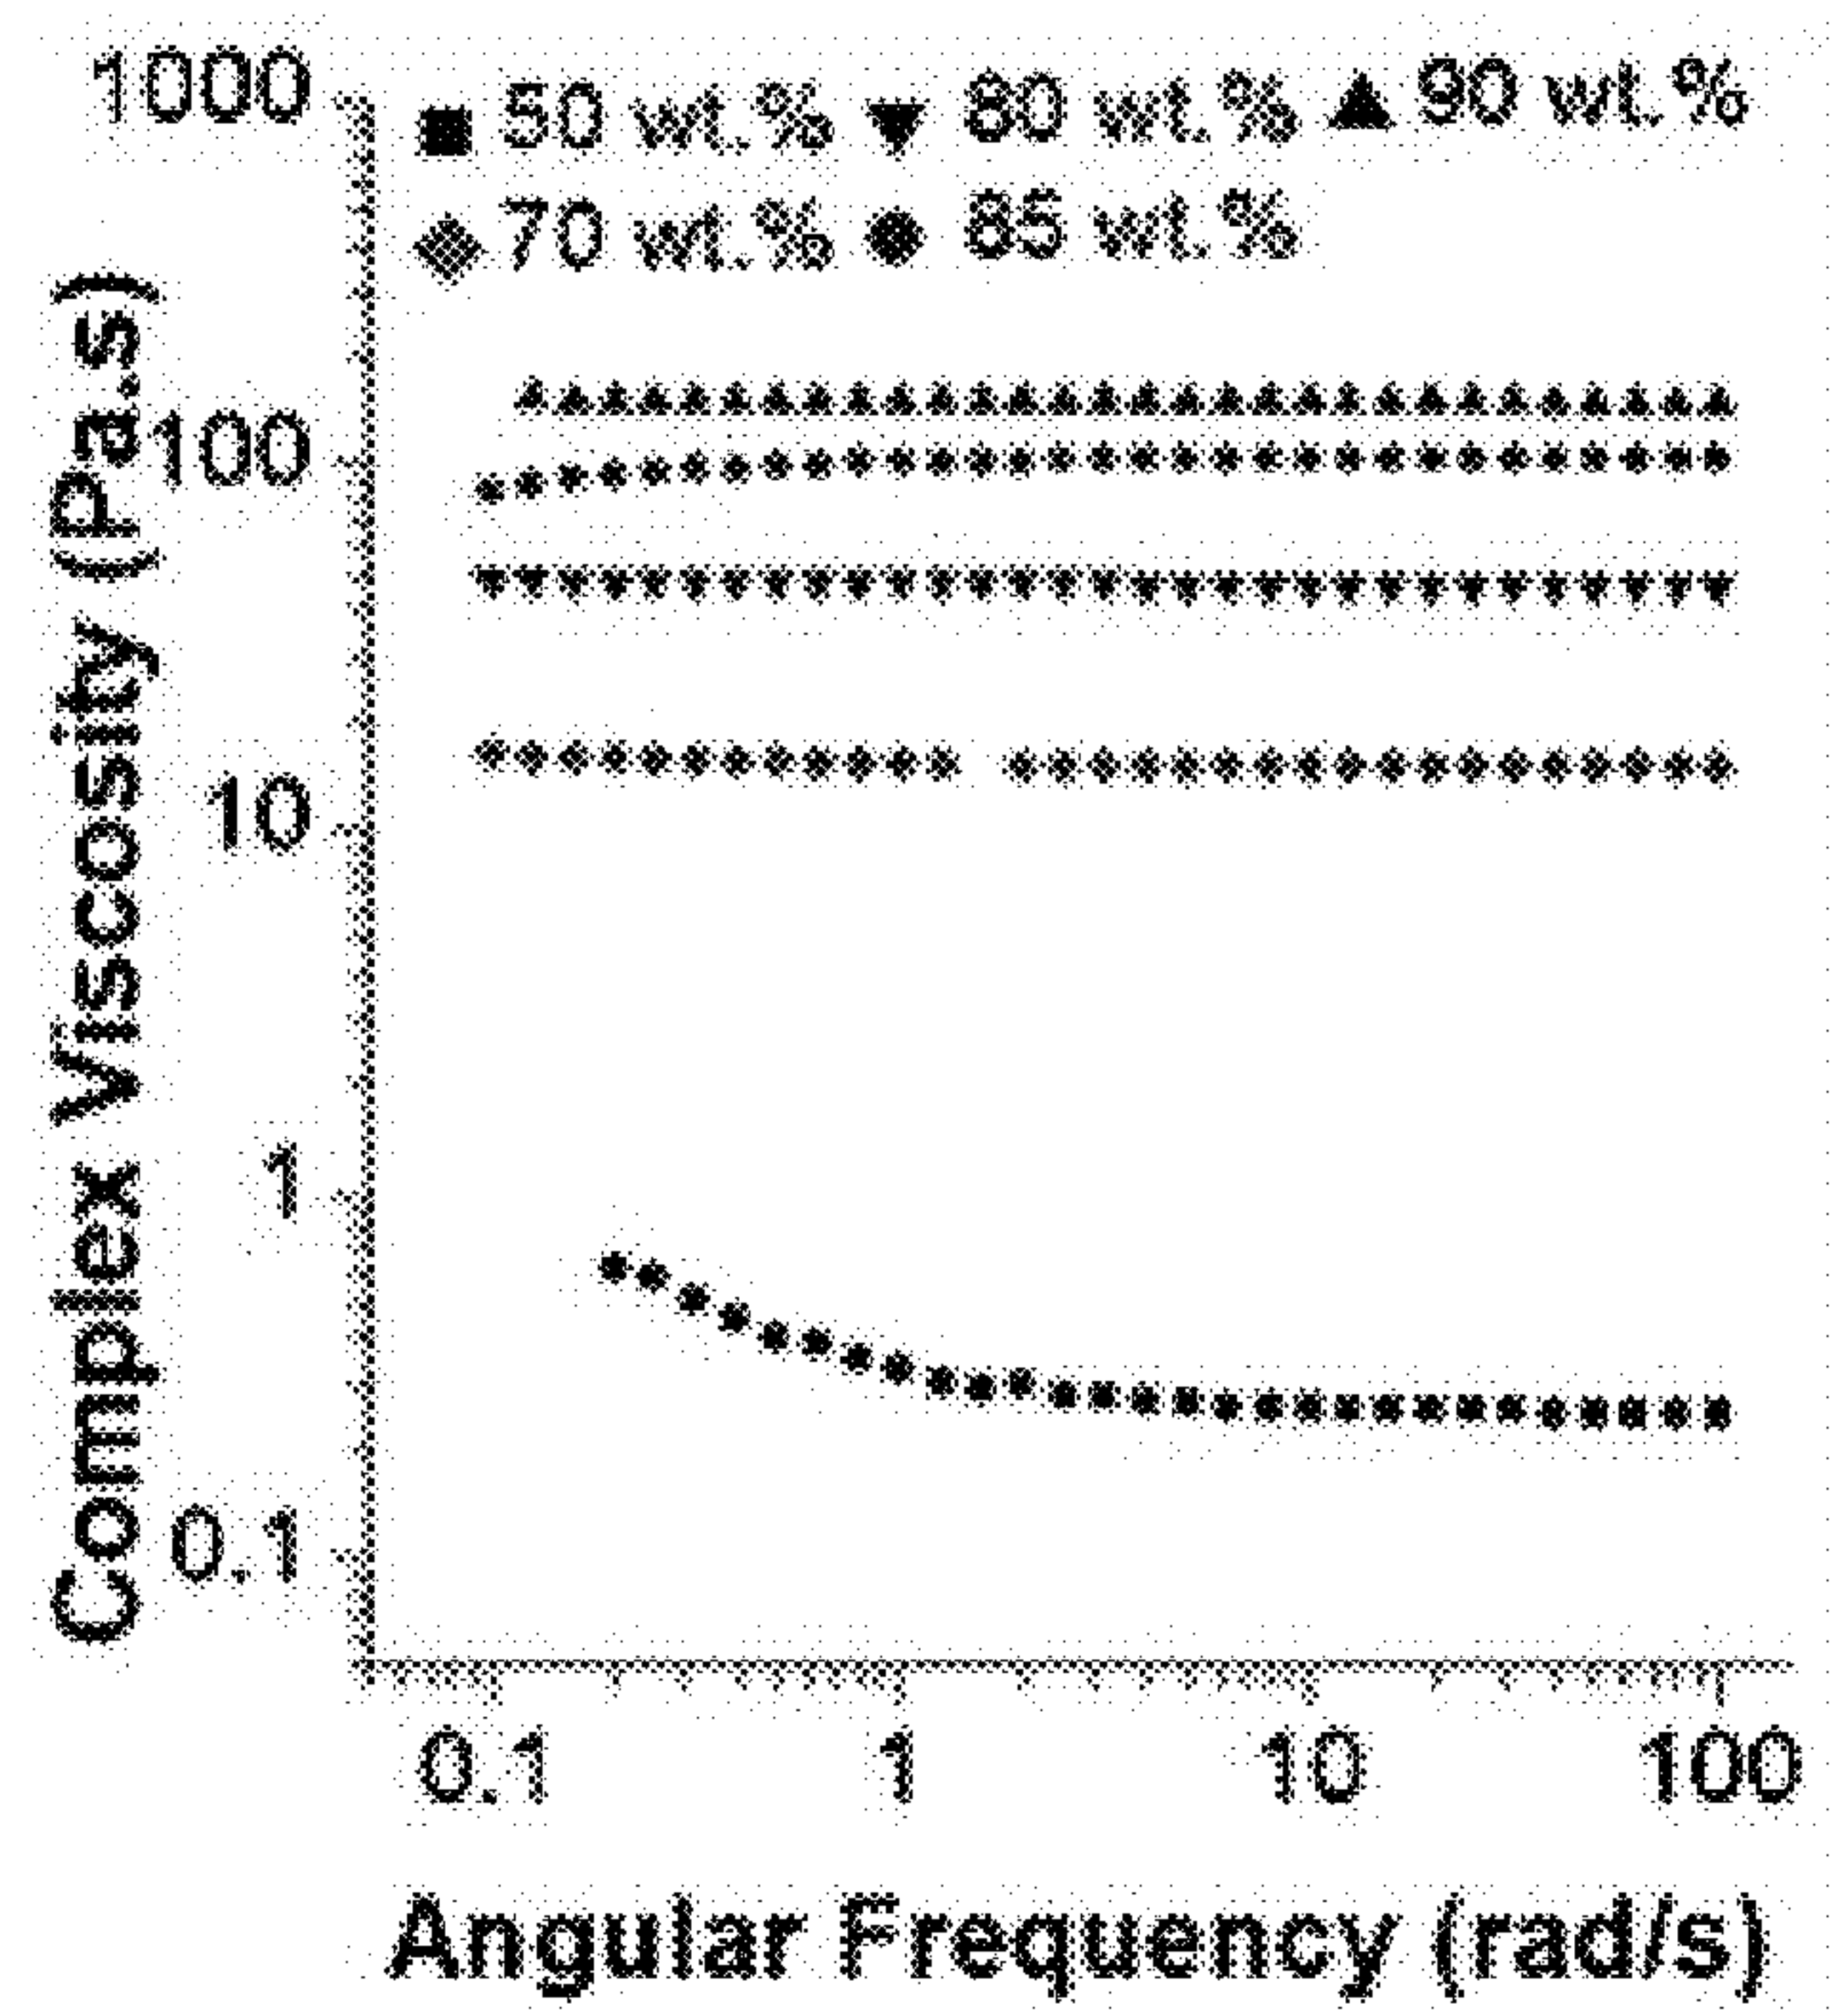 Complex Viscosity (Pa.s)
1000
100
10
1
0.1
50 wt.% 80 wt.% 90 wt.%
70 wt.% 85 wt.%
0.1 1 10 100
Angular Frequency (rad/s)